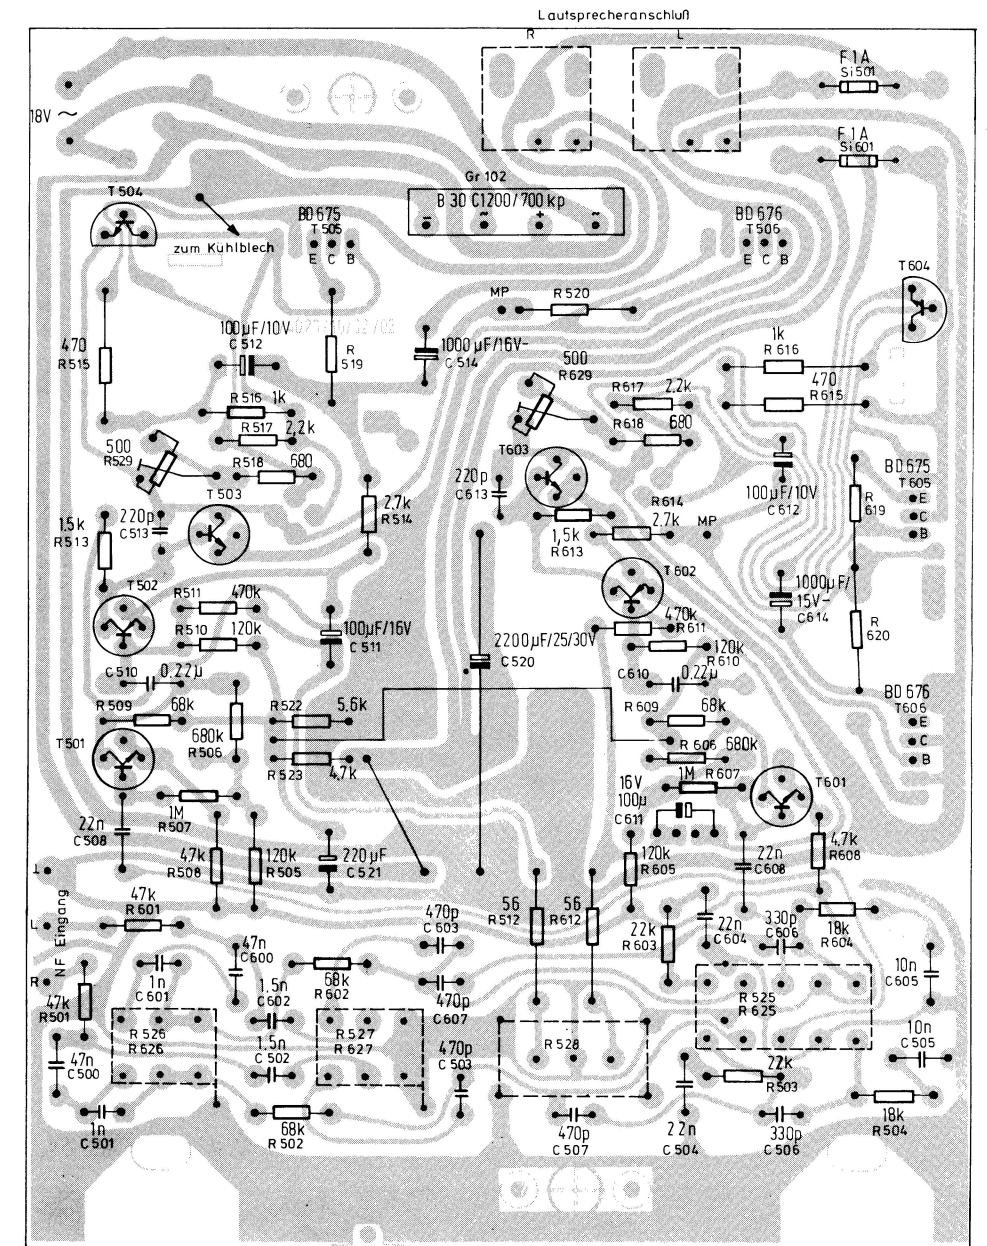 Lautsprecheranschluß
R
L
F 1 A
Si 501
18V ~
F 1 A
Si 601
Gr 102
T 504
B 30 C1200/700 kp
− ~ + ~
BD 675
T 505
E C B
BD 676
T 506
E C B
zum Kühlblech
T 604
MP
R 520
100µF/10V
C 512
1000µF/16V-
C 514
R
519
470
R 515
500
R 629
1k
R 616
470
R 615
R 617
2,2k
R 618
680
R 516
1k
R 517
2,2k
R 518
680
500
R 529
T 503
T 603
220p
C 613
100µF/10V
C 612
BD 675
T 605
E
C
B
R
619
1,5k
R 513
220p
C 513
2,7k
R 514
R 614
2,7k
MP
1,5k
R 613
T 502
R 511
470k
R 510
120k
T 602
1000µF/
15V-
C 614
470k
R 611
120k
R 610
R
620
100µF/16V
C 511
2200µF/25/30V
C 520
C 510
0,22µ
C 610
0,22µ
R 509
68k
R 609
68k
BD 676
T 606
E
C
B
T 501
680k
R 506
R 522
5,6k
R 523
4,7k
R 606
680k
1M
R 607
T 601
16V
100µ
C 611
1M
R 507
22n
C 508
4,7k
R 508
120k
R 505
220µF
C 521
120k
R 605
22n
C 608
4,7k
R 608
⊥
L
R
NF Eingang
47k
R 601
470p
C 603
56
R 512
56
R 612
22k
R 603
22n
C 604
330p
C 606
18k
R 604
47n
C 600
1n
C 601
1,5n
C 602
68k
R 602
470p
C 607
10n
C 605
47k
R 501
R 525
R 625
R 526
R 626
R 527
R 627
R 528
1,5n
C 502
470p
C 503
10n
C 505
47n
C 500
22k
R 503
1n
C 501
68k
R 502
470p
C 507
22n
C 504
330p
C 506
18k
R 504